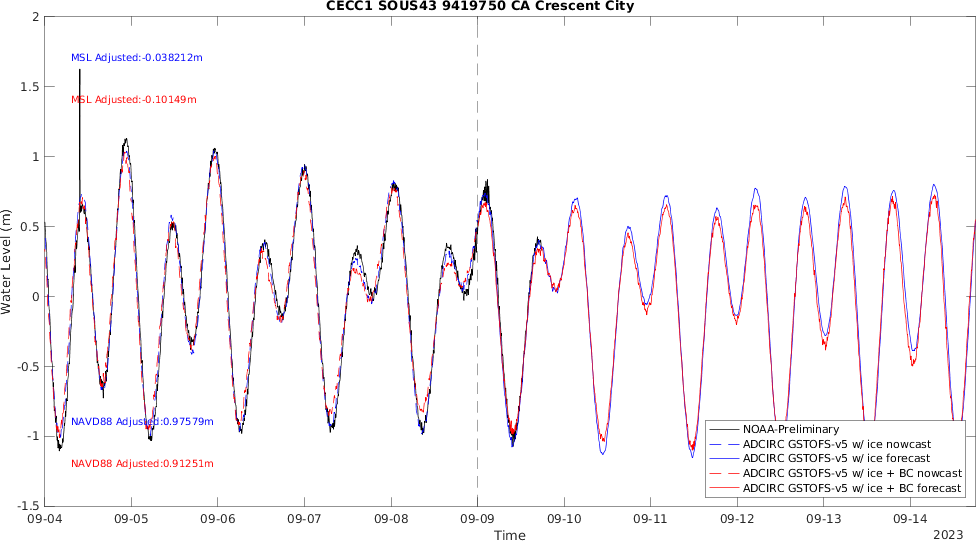 CECC1 SOUS43 9419750 CA Crescent City
2
1.5
1
0.5
0
-0.5
-1
-1.5
Water Level (m)
MSL Adjusted:-0.038212m
MSL Adjusted:-0.10149m
NAVD88 Adjusted:0.97579m
NAVD88 Adjusted:0.91251m
NOAA-Preliminary
ADCIRC GSTOFS-v5 w/ ice nowcast
ADCIRC GSTOFS-v5 w/ ice forecast
ADCIRC GSTOFS-v5 w/ ice + BC nowcast
ADCIRC GSTOFS-v5 w/ ice + BC forecast
09-04 09-05 09-06 09-07 09-08 09-09 09-10 09-11 09-12 09-13 09-14
Time
2023